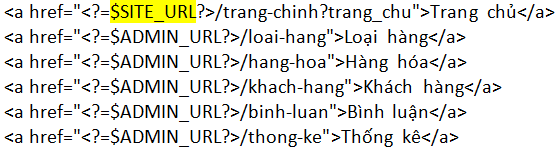 <a href="<?=$SITE_URL?>/trang-chinh?trang_chu">Trang chủ</a>
<a href="<?=$ADMIN_URL?>/loai-hang">Loại hàng</a>
<a href="<?=$ADMIN_URL?>/hang-hoa">Hàng hóa</a>
<a href="<?=$ADMIN_URL?>/khach-hang">Khách hàng</a>
<a href="<?=$ADMIN_URL?>/binh-luan">Bình luận</a>
<a href="<?=$ADMIN_URL?>/thong-ke">Thống kê</a>